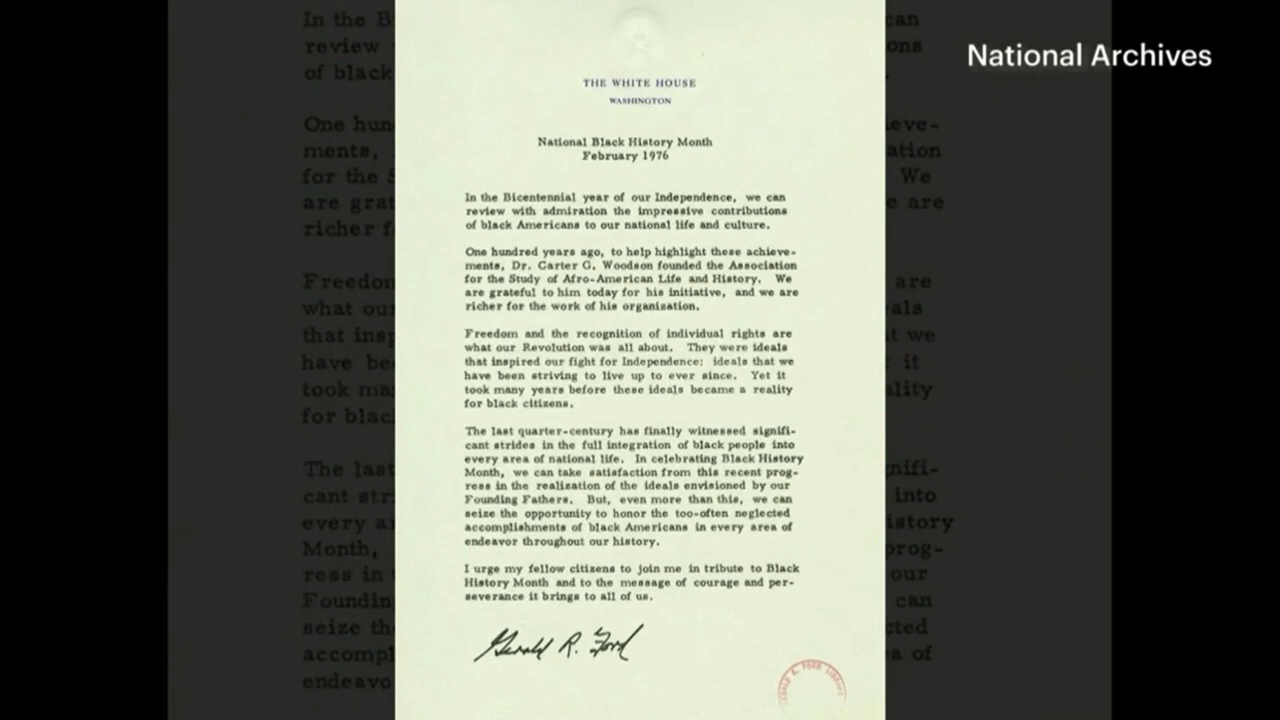 National Archives
THE WHITE HOUSE
WASHINGTON
National Black History Month
February 1976
In the Bicentennial year of our Independence, we can
review with admiration the impressive contributions
of black Americans to our national life and culture.
One hundred years ago, to help highlight these achieve-
ments, Dr. Carter G. Woodson founded the Association
for the Study of Afro-American Life and History. We
are grateful to him today for his initiative, and we are
richer for the work of his organization.
Freedom and the recognition of individual rights are
what our Revolution was all about. They were ideals
that inspired our fight for Independence: ideals that we
have been striving to live up to ever since. Yet it
took many years before these ideals became a reality
for black citizens.
The last quarter-century has finally witnessed signifi-
cant strides in the full integration of black people into
every area of national life. In celebrating Black History
Month, we can take satisfaction from this recent prog-
ress in the realization of the ideals envisioned by our
Founding Fathers. But, even more than this, we can
seize the opportunity to honor the too-often neglected
accomplishments of black Americans in every area of
endeavor throughout our history.
I urge my fellow citizens to join me in tribute to Black
History Month and to the message of courage and per-
severance it brings to all of us.
Gerald R. Ford
GERALD R. FORD LIBRARY